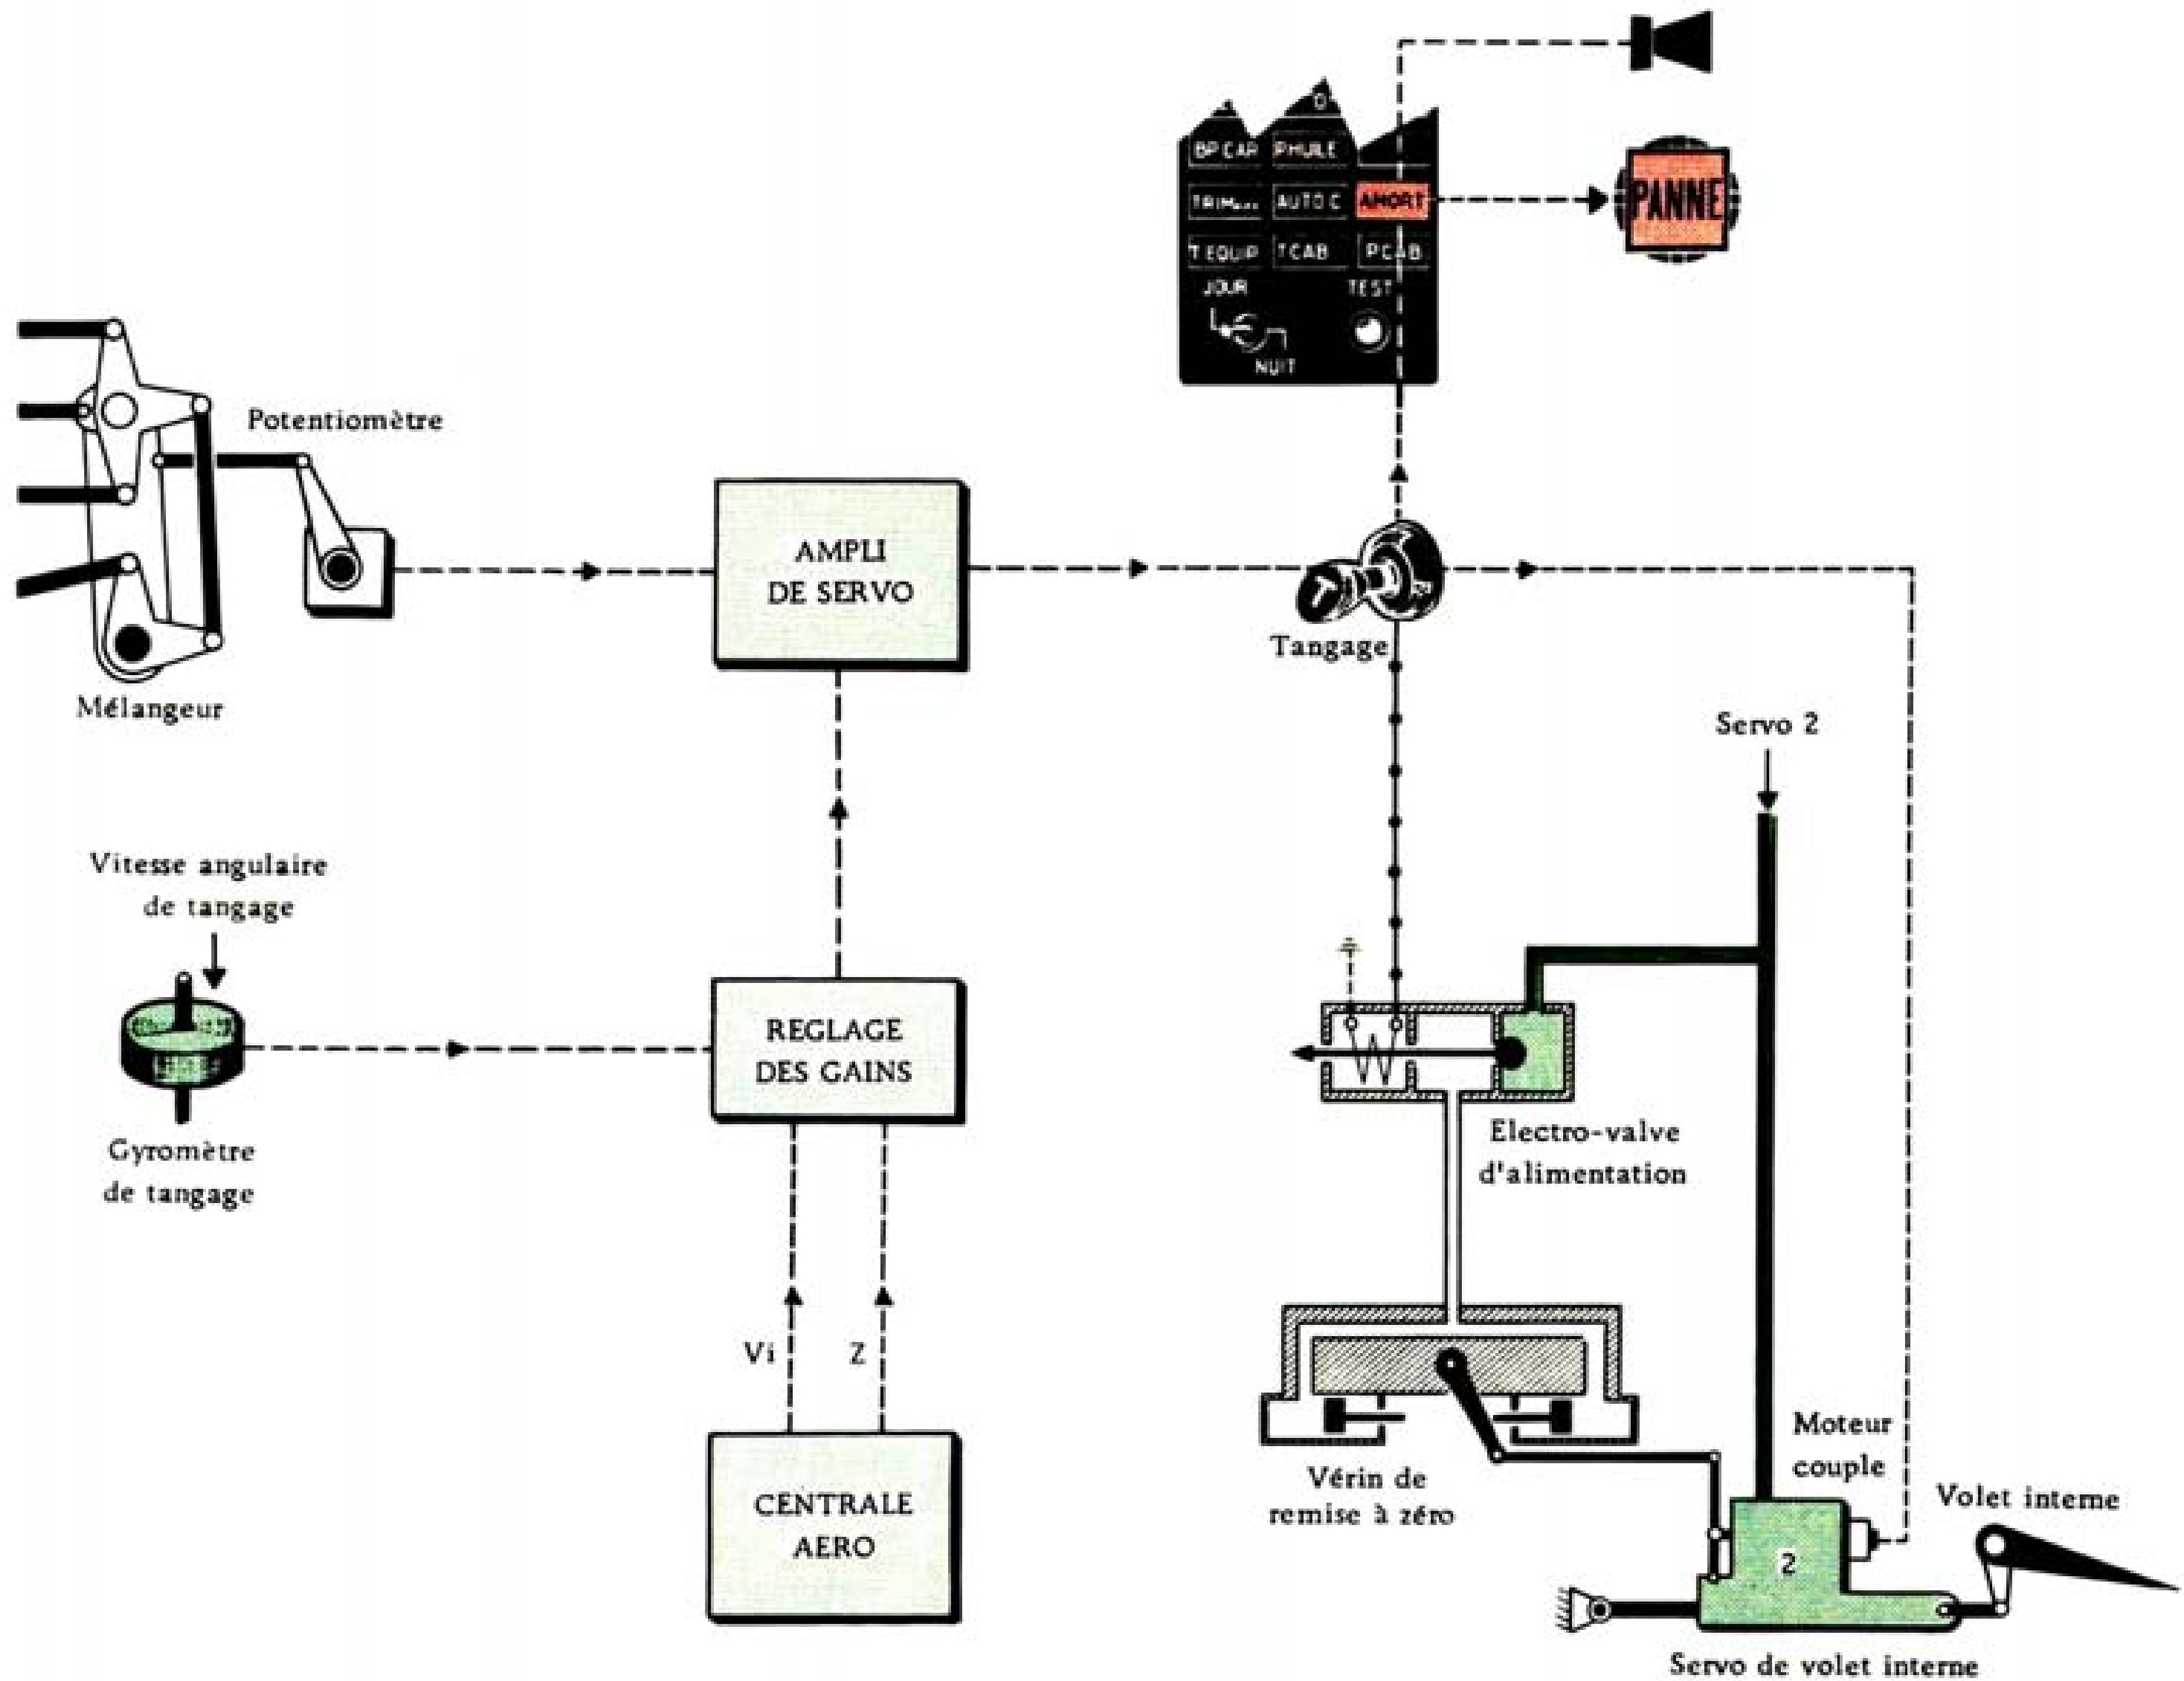 BP CAR PHUILE
AUTO C AMORT
T EQUIP T CAB P CAB
JOUR TEST
NUIT
PANNE
Potentiomètre
AMPLI
DE SERVO
Tangage
Mélangeur
Servo 2
Vitesse angulaire
de tangage
REGLAGE
DES GAINS
Gyromètre
de tangage
Electro-valve
d'alimentation
Vi Z
CENTRALE
AERO
Vérin de
remise à zéro
Moteur
couple
Volet interne
2
Servo de volet interne